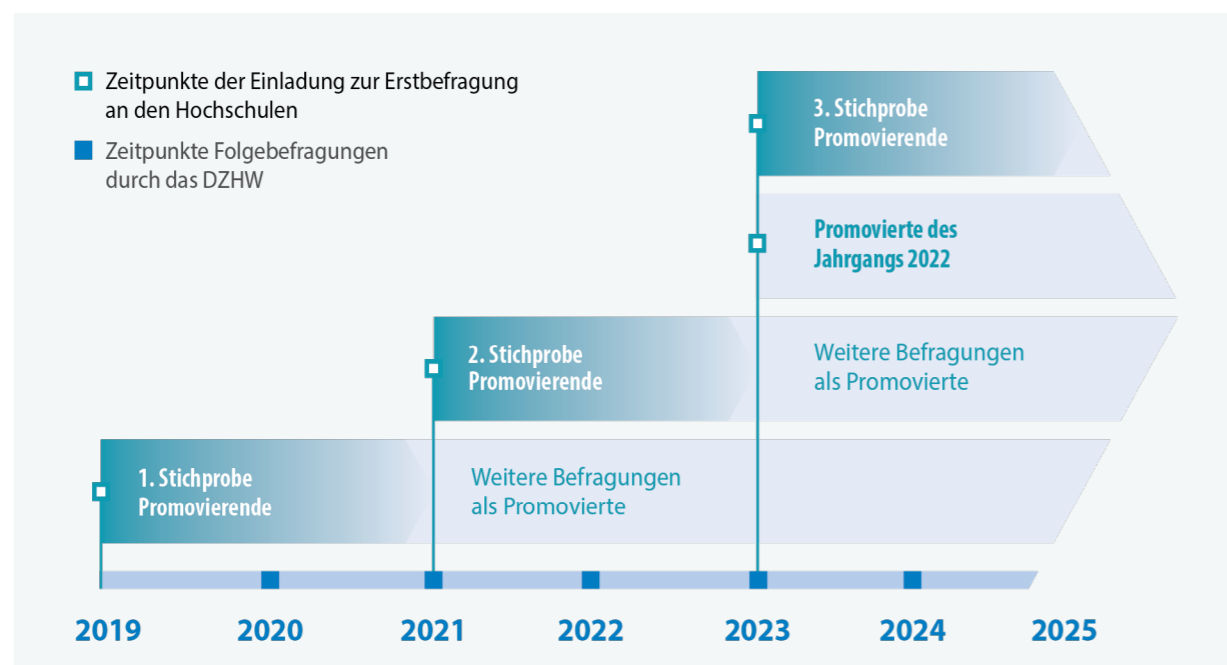 Zeitpunkte der Einladung zur Erstbefragung
an den Hochschulen
Zeitpunkte Folgebefragungen
durch das DZHW
3. Stichprobe
Promovierende
Promovierte des
Jahrgangs 2022
2. Stichprobe
Promovierende
Weitere Befragungen
als Promovierte
1. Stichprobe
Promovierende
Weitere Befragungen
als Promovierte
2019 2020 2021 2022 2023 2024 2025